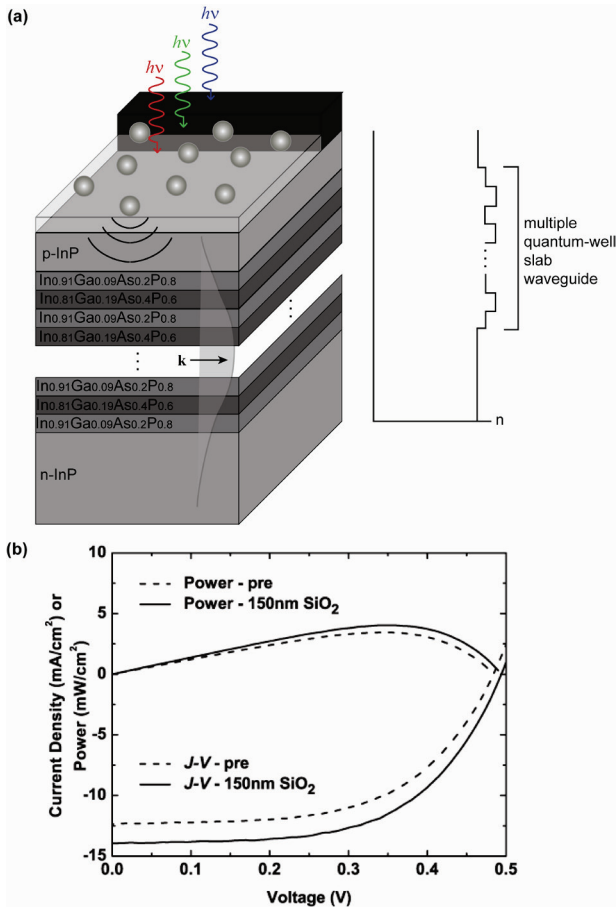 (a)
hν
hν
hν
p-InP
In0.91Ga0.09As0.2P0.8
In0.81Ga0.19As0.4P0.6
In0.91Ga0.09As0.2P0.8
In0.81Ga0.19As0.4P0.6
k
In0.91Ga0.09As0.2P0.8
In0.81Ga0.19As0.4P0.6
In0.91Ga0.09As0.2P0.8
n-InP
multiple
quantum-well
slab
waveguide
n
(b)
Current Density (mA/cm²) or
Power (mW/cm²)
10
5
0
-5
-10
-15
Power - pre
Power - 150nm SiO₂
J-V - pre
J-V - 150nm SiO₂
0.0 0.1 0.2 0.3 0.4 0.5
Voltage (V)